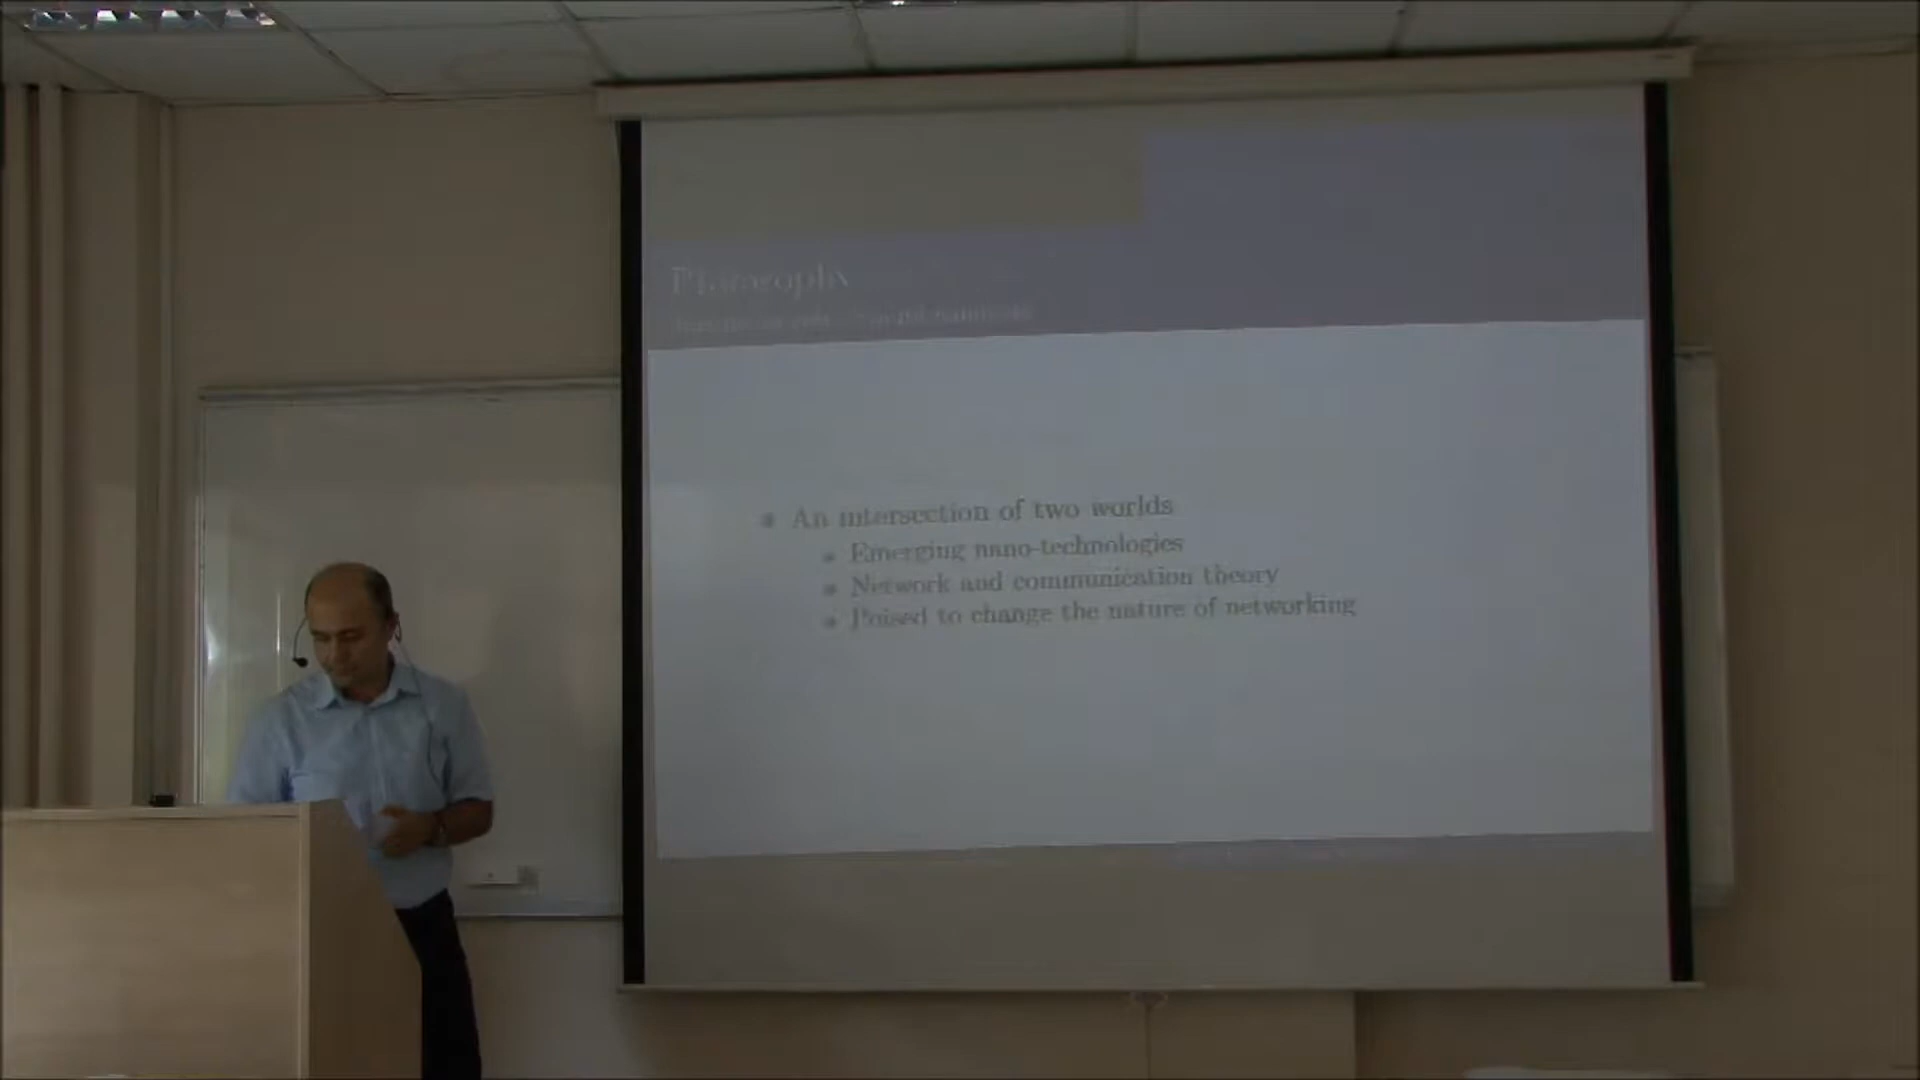 Philosophy
An intersection of two worlds
Emerging nano-technologies
Network and communication theory
Poised to change the nature of networking